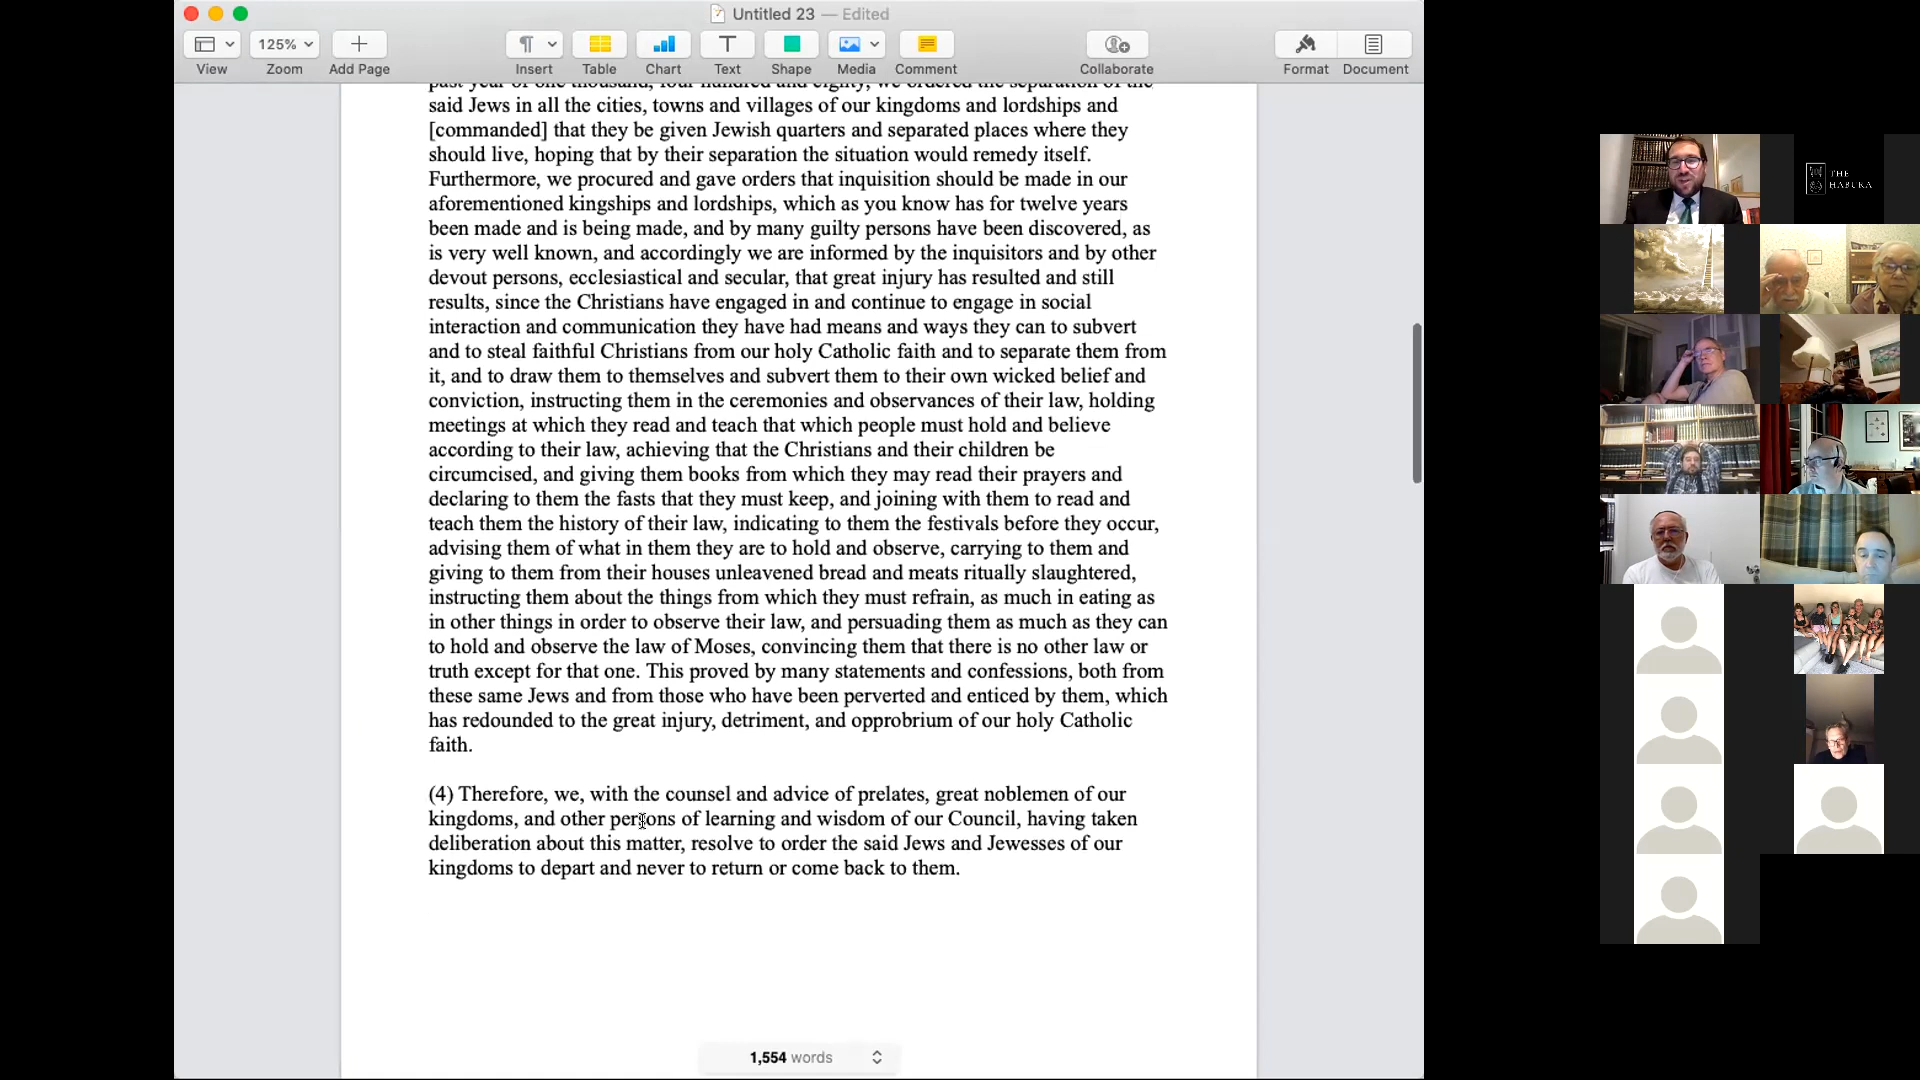 Untitled 23 — Edited
125%
View
Zoom
Add Page
Insert
Table
Chart
Text
Shape
Media
Comment
Collaborate
Format
Document
past year of one thousand, four hundred and eighty, we ordered the separation of the
said Jews in all the cities, towns and villages of our kingdoms and lordships and
[commanded] that they be given Jewish quarters and separated places where they
should live, hoping that by their separation the situation would remedy itself.
Furthermore, we procured and gave orders that inquisition should be made in our
aforementioned kingships and lordships, which as you know has for twelve years
been made and is being made, and by many guilty persons have been discovered, as
is very well known, and accordingly we are informed by the inquisitors and by other
devout persons, ecclesiastical and secular, that great injury has resulted and still
results, since the Christians have engaged in and continue to engage in social
interaction and communication they have had means and ways they can to subvert
and to steal faithful Christians from our holy Catholic faith and to separate them from
it, and to draw them to themselves and subvert them to their own wicked belief and
conviction, instructing them in the ceremonies and observances of their law, holding
meetings at which they read and teach that which people must hold and believe
according to their law, achieving that the Christians and their children be
circumcised, and giving them books from which they may read their prayers and
declaring to them the fasts that they must keep, and joining with them to read and
teach them the history of their law, indicating to them the festivals before they occur,
advising them of what in them they are to hold and observe, carrying to them and
giving to them from their houses unleavened bread and meats ritually slaughtered,
instructing them about the things from which they must refrain, as much in eating as
in other things in order to observe their law, and persuading them as much as they can
to hold and observe the law of Moses, convincing them that there is no other law or
truth except for that one. This proved by many statements and confessions, both from
these same Jews and from those who have been perverted and enticed by them, which
has redounded to the great injury, detriment, and opprobrium of our holy Catholic
faith.
(4) Therefore, we, with the counsel and advice of prelates, great noblemen of our
kingdoms, and other persons of learning and wisdom of our Council, having taken
deliberation about this matter, resolve to order the said Jews and Jewesses of our
kingdoms to depart and never to return or come back to them.
1,554 words
THE
HABURA